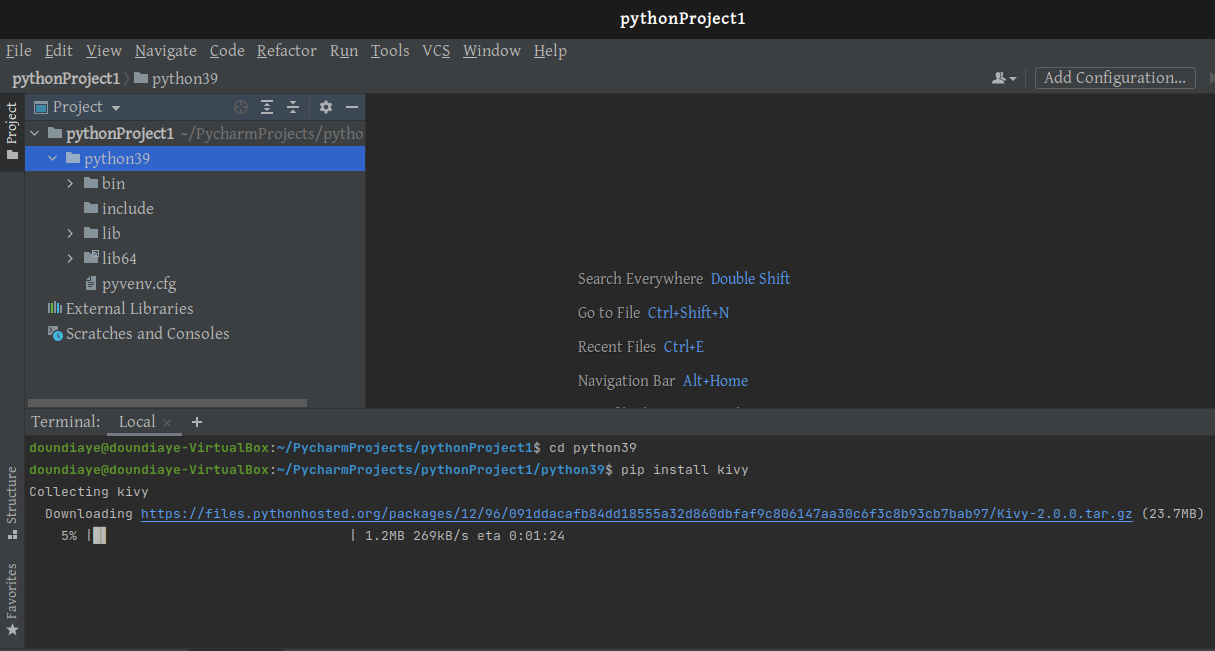 pythonProject1
File Edit View Navigate Code Refactor Run Tools VCS Window Help
pythonProject1 python39
Add Configuration...
Project
Project
pythonProject1 ~/PycharmProjects/pytho
python39
bin
include
lib
lib64
pyvenv.cfg
External Libraries
Scratches and Consoles
Search Everywhere Double Shift
Go to File Ctrl+Shift+N
Recent Files Ctrl+E
Navigation Bar Alt+Home
Terminal: Local × +
doundiaye@doundiaye-VirtualBox:~/PycharmProjects/pythonProject1$ cd python39
doundiaye@doundiaye-VirtualBox:~/PycharmProjects/pythonProject1/python39$ pip install kivy
Collecting kivy
Downloading https://files.pythonhosted.org/packages/12/96/091ddacafb84dd18555a32d860dbfaf9c806147aa30c6f3c8b93cb7bab97/Kivy-2.0.0.tar.gz (23.7MB)
5% |█ | 1.2MB 269kB/s eta 0:01:24
Structure
Favorites